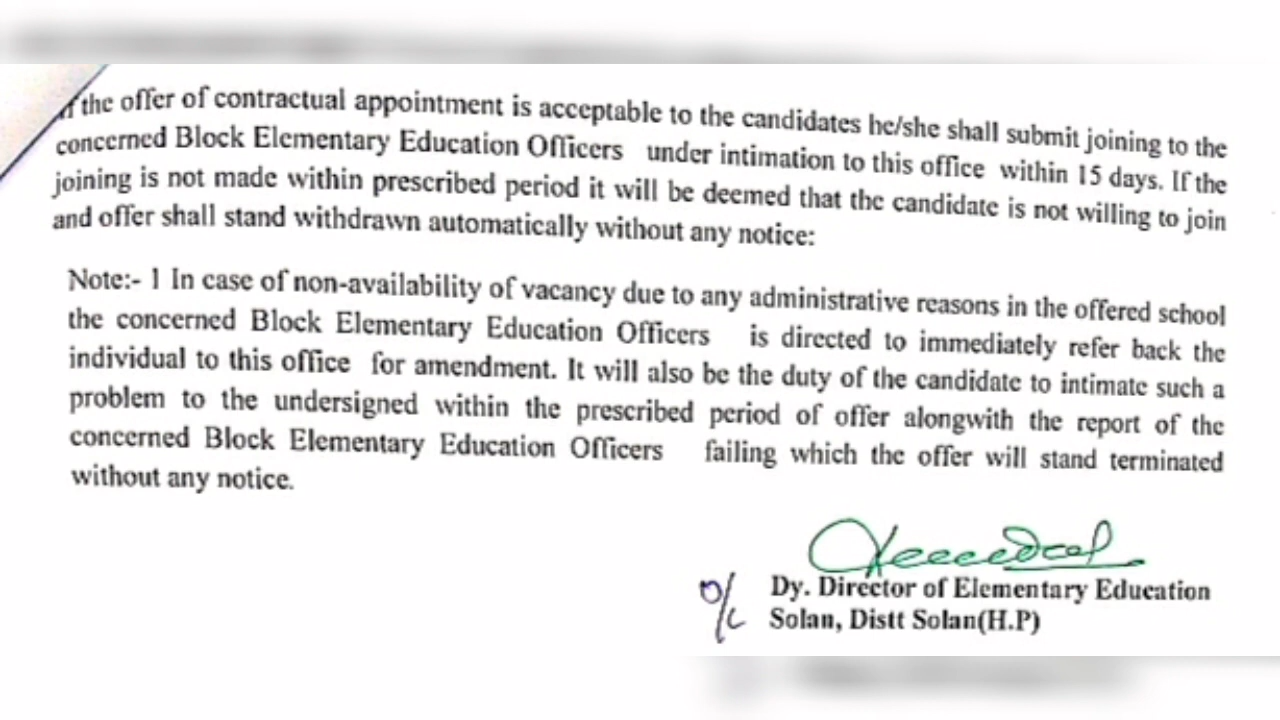 If the offer of contractual appointment is acceptable to the candidates he/she shall submit joining to the
concerned Block Elementary Education Officers under intimation to this office within 15 days. If the
joining is not made within prescribed period it will be deemed that the candidate is not willing to join
and offer shall stand withdrawn automatically without any notice:
Note:- 1 In case of non-availability of vacancy due to any administrative reasons in the offered school
the concerned Block Elementary Education Officers is directed to immediately refer back the
individual to this office for amendment. It will also be the duty of the candidate to intimate such a
problem to the undersigned within the prescribed period of offer alongwith the report of the
concerned Block Elementary Education Officers failing which the offer will stand terminated
without any notice.
o/c Dy. Director of Elementary Education
Solan, Distt Solan(H.P)